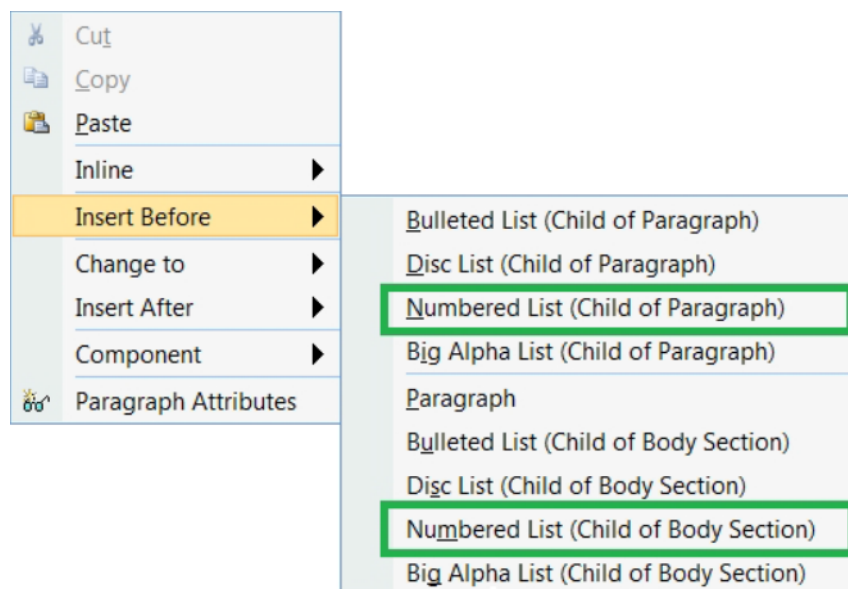 Cut
Copy
Paste
Inline
Insert Before
Change to
Insert After
Component
Paragraph Attributes
Bulleted List (Child of Paragraph)
Disc List (Child of Paragraph)
Numbered List (Child of Paragraph)
Big Alpha List (Child of Paragraph)
Paragraph
Bulleted List (Child of Body Section)
Disc List (Child of Body Section)
Numbered List (Child of Body Section)
Big Alpha List (Child of Body Section)